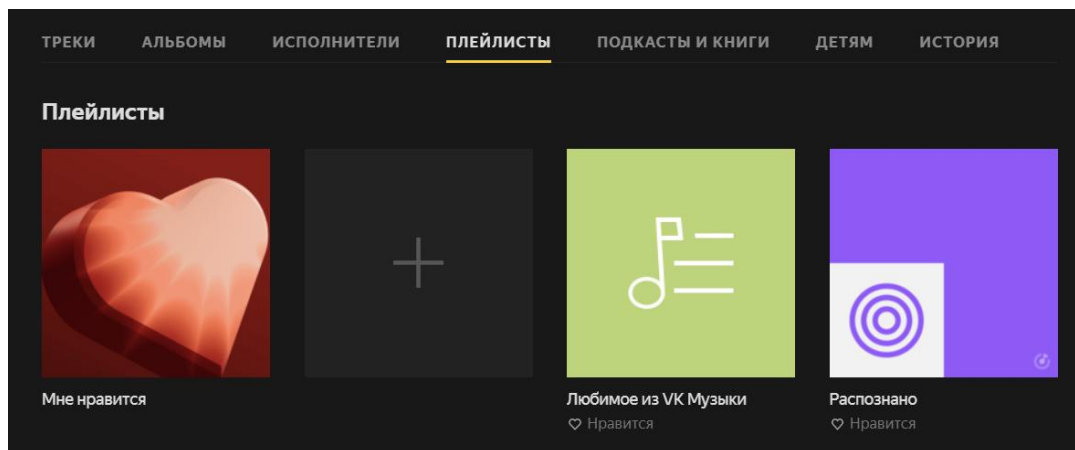 ТРЕКИ АЛЬБОМЫ ИСПОЛНИТЕЛИ ПЛЕЙЛИСТЫ ПОДКАСТЫ И КНИГИ ДЕТЯМ ИСТОРИЯ
Плейлисты
Мне нравится Любимое из VK Музыки Распознано
Нравится Нравится